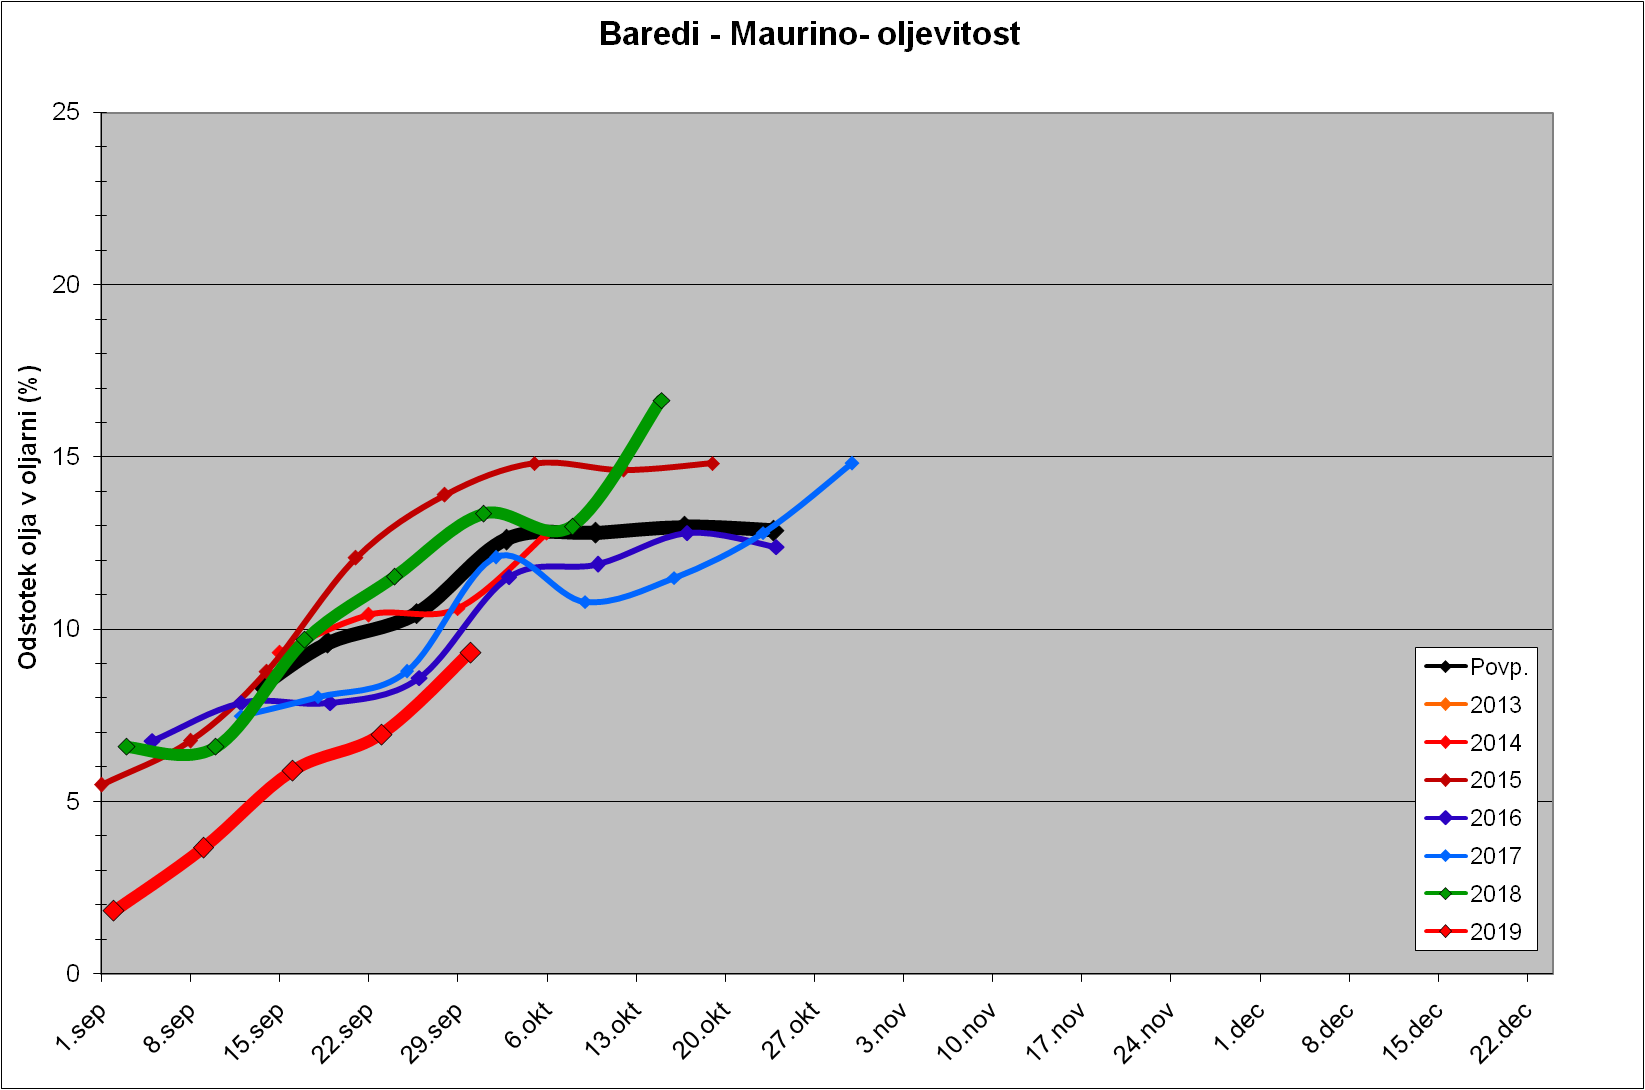 Baredi - Maurino- oljevitost
Odstotek olja v oljarni (%)
25
20
15
10
5
0
1.sep
8.sep
15.sep
22.sep
29.sep
6.okt
13.okt
20.okt
27.okt
3.nov
10.nov
17.nov
24.nov
1.dec
8.dec
15.dec
22.dec
Povp.
2013
2014
2015
2016
2017
2018
2019